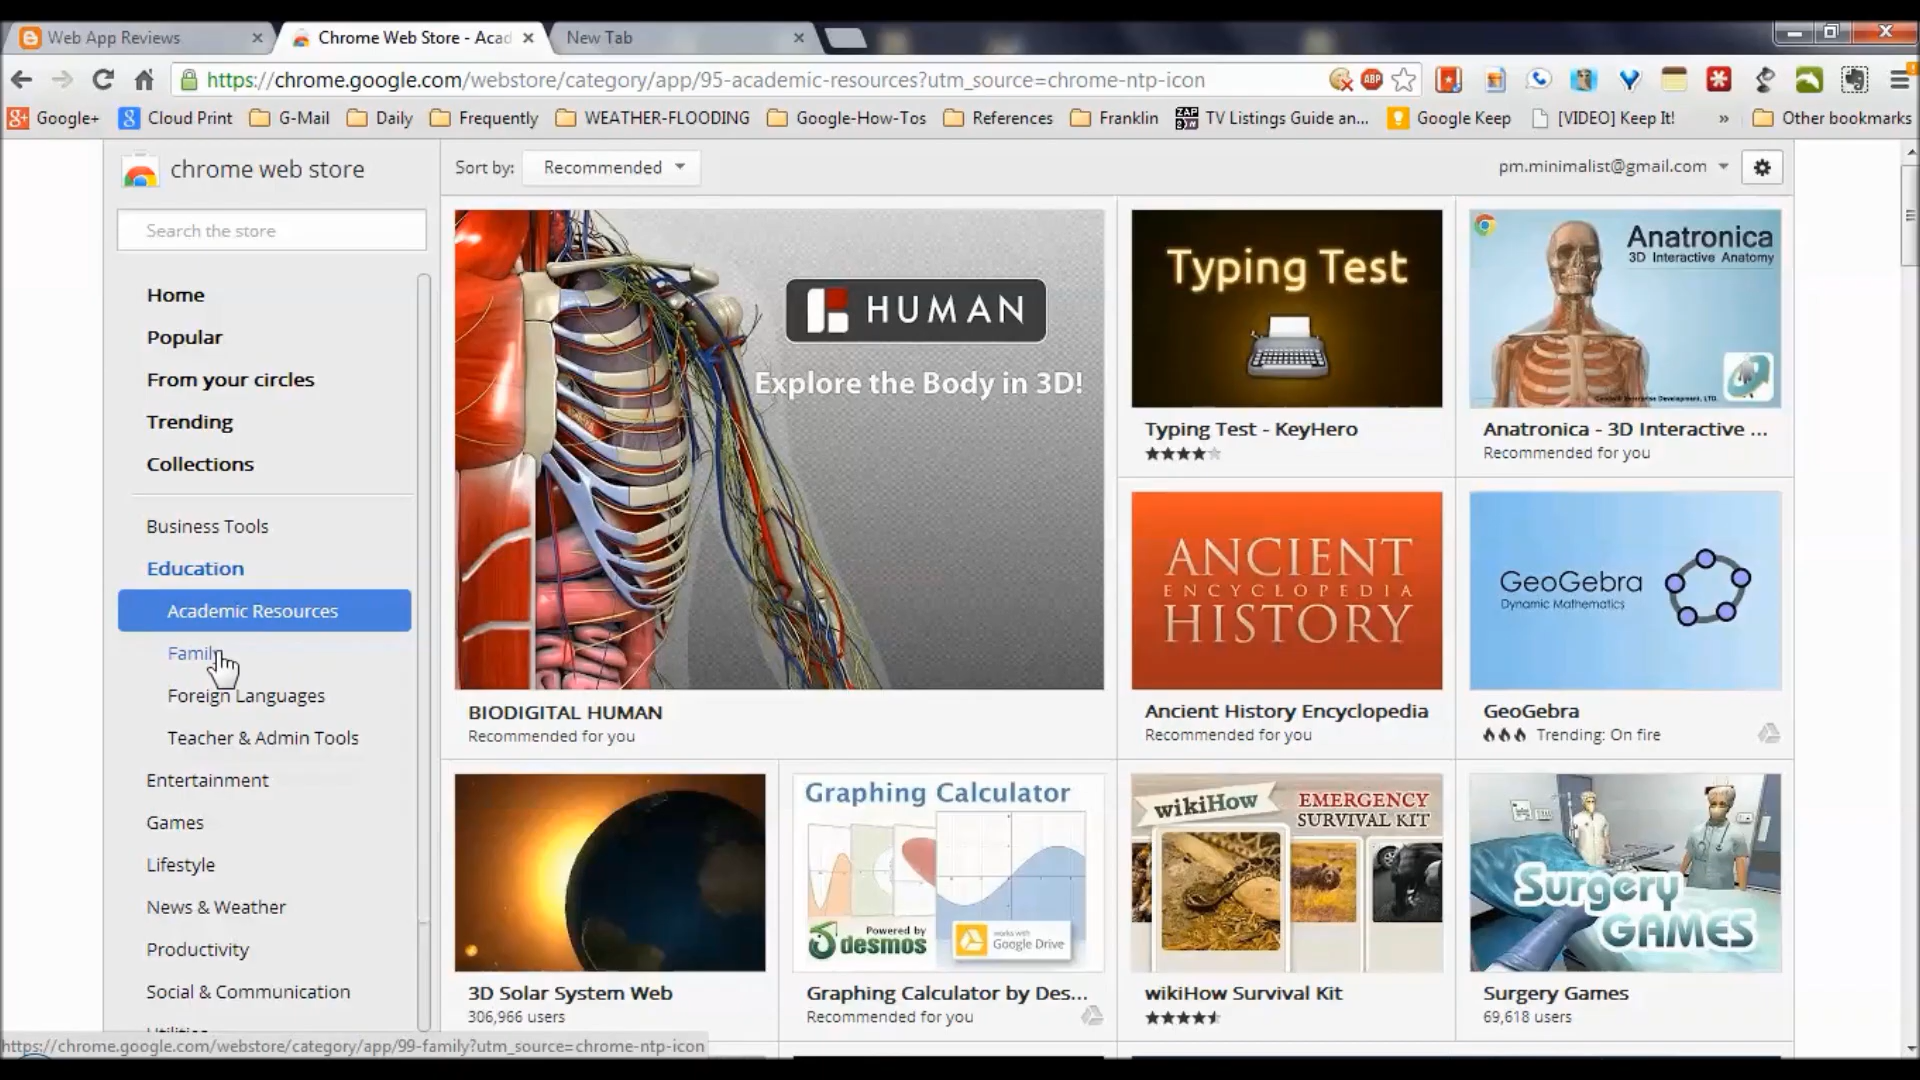 Web App Reviews
Chrome Web Store - Acad
New Tab
https://chrome.google.com/webstore/category/app/95-academic-resources?utm_source=chrome-ntp-icon
ABP
Google+
Cloud Print
G-Mail
Daily
Frequently
WEATHER-FLOODING
Google-How-Tos
References
Franklin
TV Listings Guide an...
Google Keep
[VIDEO] Keep It!
»
Other bookmarks
chrome web store
Search the store
Home
Popular
From your circles
Trending
Collections
Business Tools
Education
Academic Resources
Family
Foreign Languages
Teacher & Admin Tools
Entertainment
Games
Lifestyle
News & Weather
Productivity
Social & Communication
Utilities
https://chrome.google.com/webstore/category/app/99-family?utm_source=chrome-ntp-icon
Sort by:
Recommended
pm.minimalist@gmail.com
HUMAN
Explore the Body in 3D!
BIODIGITAL HUMAN
Recommended for you
Typing Test
Typing Test - KeyHero
Anatronica
3D Interactive Anatomy
Anatronica - 3D Interactive ...
Recommended for you
ANCIENT
ENCYCLOPEDIA
HISTORY
Ancient History Encyclopedia
Recommended for you
GeoGebra
Dynamic Mathematics
GeoGebra
Trending: On fire
3D Solar System Web
306,966 users
Graphing Calculator
Powered by
desmos
works with
Google Drive
Graphing Calculator by Des...
Recommended for you
wikiHow
EMERGENCY
SURVIVAL KIT
wikiHow Survival Kit
Surgery
GAMES
Surgery Games
69,618 users